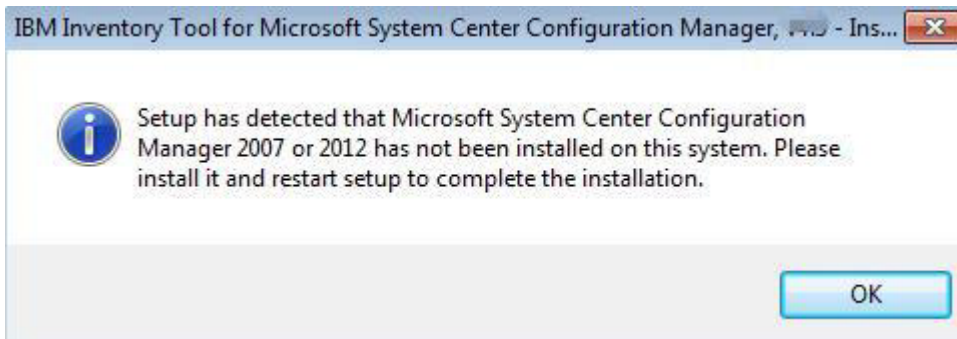 IBM Inventory Tool for Microsoft System Center Configuration Manager, - Ins...
Setup has detected that Microsoft System Center Configuration
Manager 2007 or 2012 has not been installed on this system. Please
install it and restart setup to complete the installation.
OK